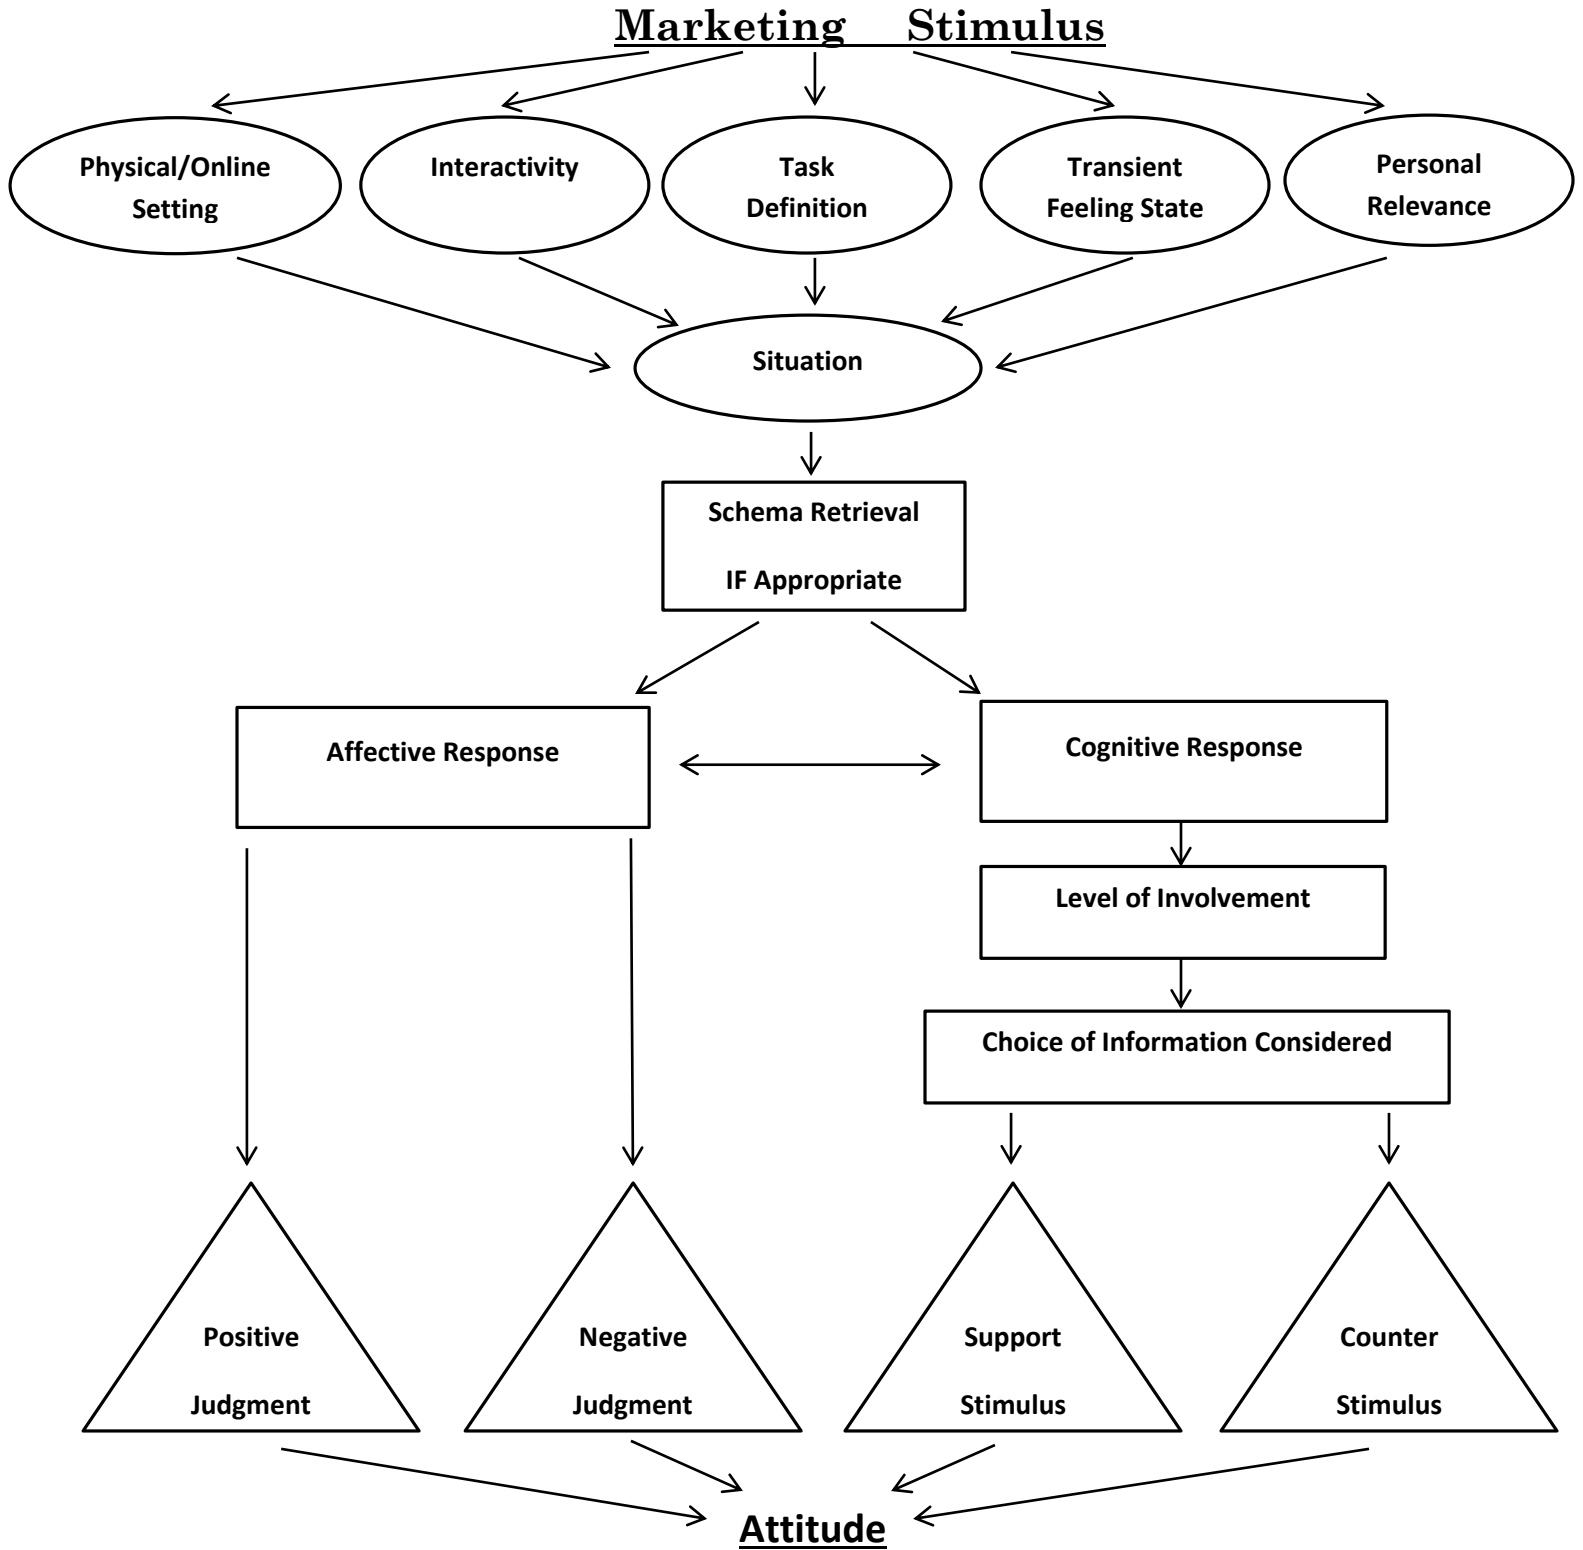 Marketing Stimulus
Physical/Online
Setting
Interactivity
Task
Definition
Transient
Feeling State
Personal
Relevance
Situation
Schema Retrieval
IF Appropriate
Affective Response
Cognitive Response
Level of Involvement
Choice of Information Considered
Positive
Judgment
Negative
Judgment
Support
Stimulus
Counter
Stimulus
Attitude